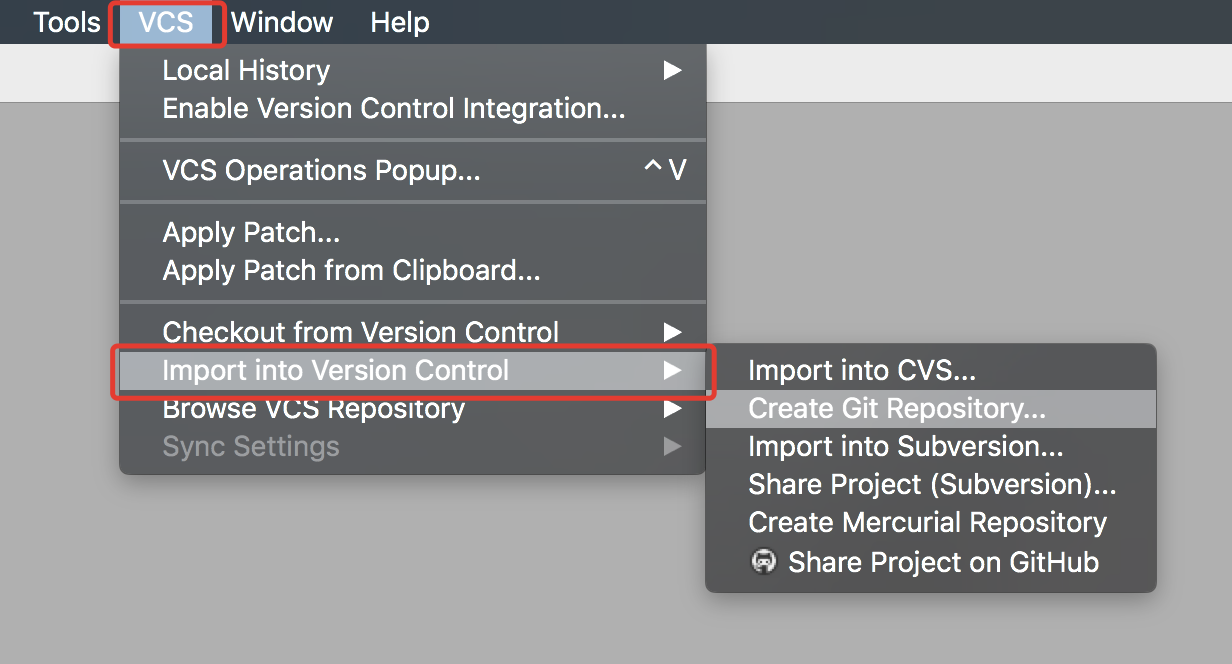 Tools VCS Window Help
Local History
Enable Version Control Integration...
VCS Operations Popup... ^V
Apply Patch...
Apply Patch from Clipboard...
Checkout from Version Control
Import into Version Control
Browse VCS Repository
Sync Settings
Import into CVS...
Create Git Repository...
Import into Subversion...
Share Project (Subversion)...
Create Mercurial Repository
Share Project on GitHub